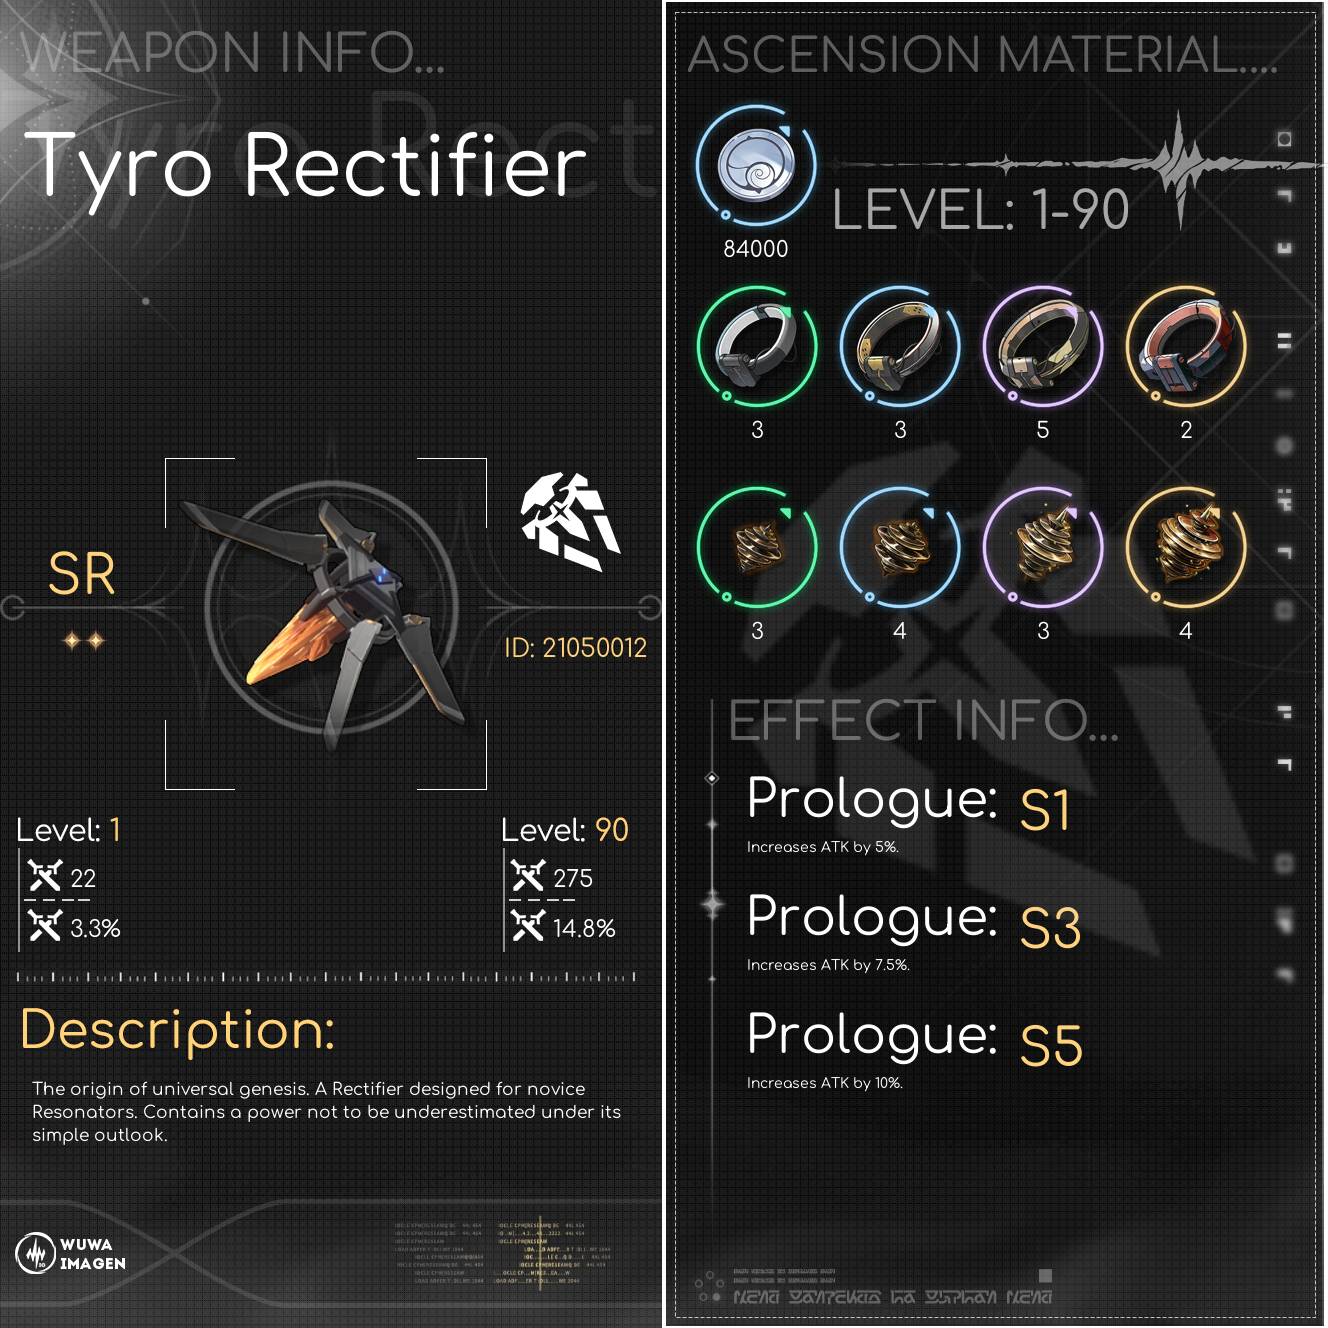 WEAPON INFO...
Tyro Rectifier
SR
ID: 21050012
Level: 1
22
3.3%
Level: 90
275
14.8%
Description:
The origin of universal genesis. A Rectifier designed for novice
Resonators. Contains a power not to be underestimated under its
simple outlook.
WUWA
IMAGEN
ASCENSION MATERIAL....
84000
LEVEL: 1-90
3 3 5 2
3 4 3 4
EFFECT INFO...
Prologue: S1
Increases ATK by 5%.
Prologue: S3
Increases ATK by 7.5%.
Prologue: S5
Increases ATK by 10%.